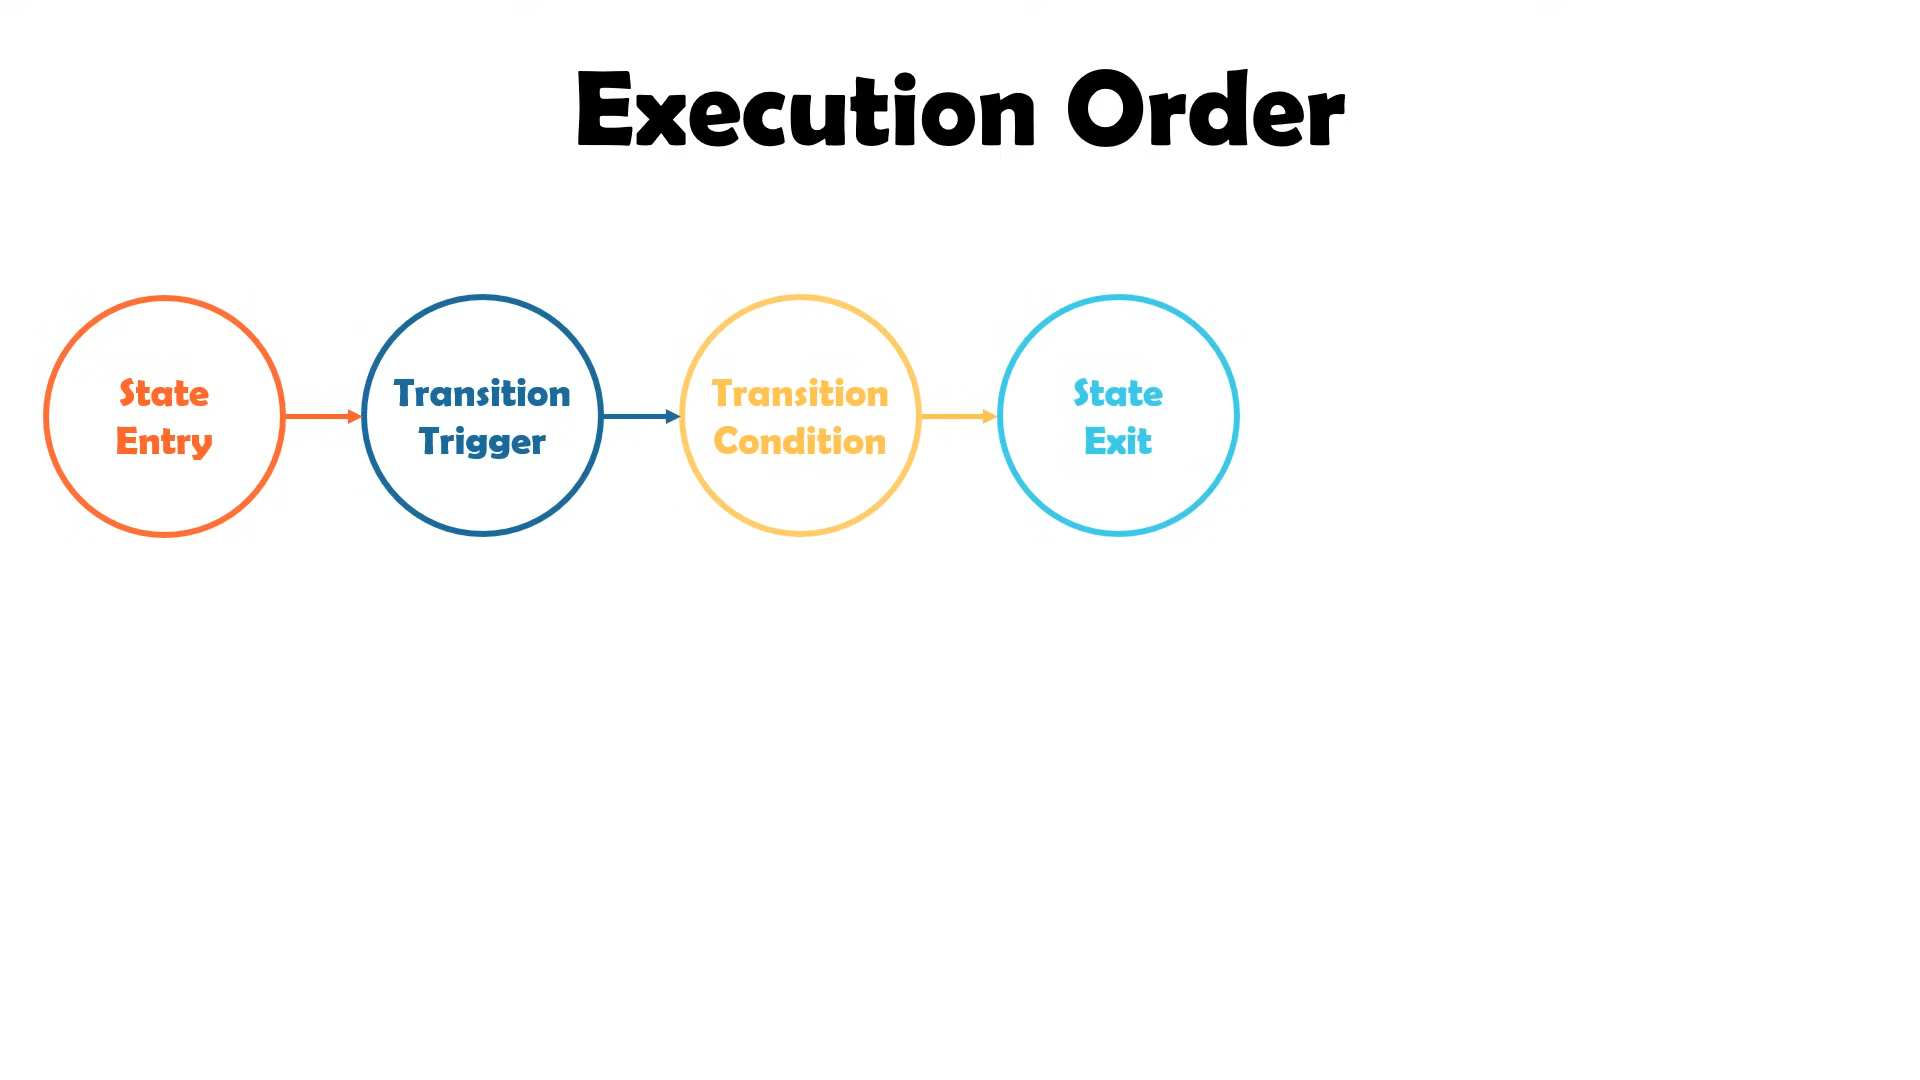 Execution Order
State
Entry
Transition
Trigger
Transition
Condition
State
Exit